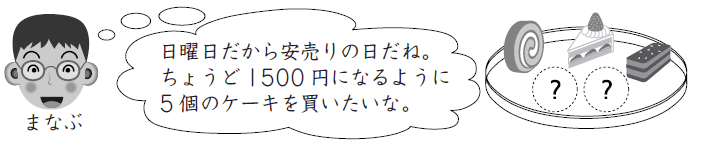 日曜日だから安売りの日だね。
ちょうど1500円になるように
5個のケーキを買いたいな。
まなぶ
? ?